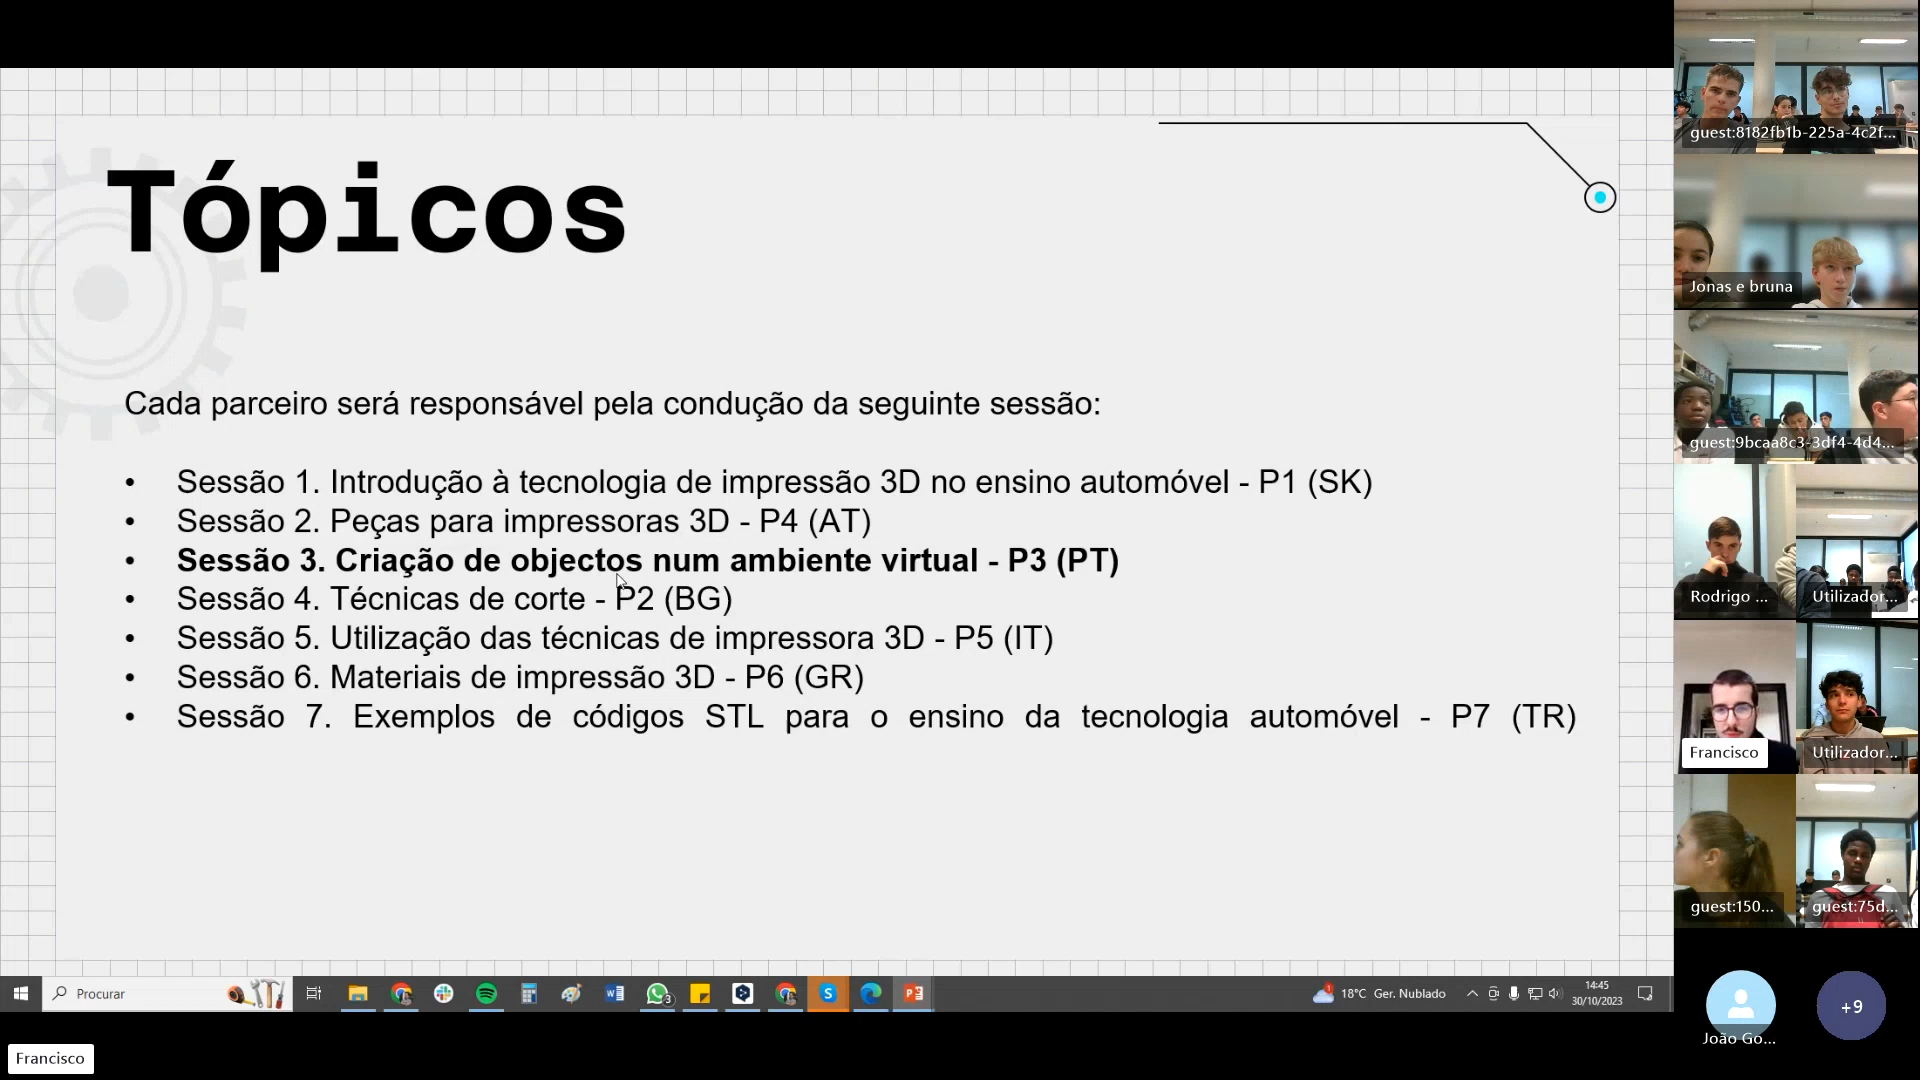 Tópicos
Cada parceiro será responsável pela condução da seguinte sessão:
• Sessão 1. Introdução à tecnologia de impressão 3D no ensino automóvel - P1 (SK)
• Sessão 2. Peças para impressoras 3D - P4 (AT)
• Sessão 3. Criação de objectos num ambiente virtual - P3 (PT)
• Sessão 4. Técnicas de corte - P2 (BG)
• Sessão 5. Utilização das técnicas de impressora 3D - P5 (IT)
• Sessão 6. Materiais de impressão 3D - P6 (GR)
• Sessão 7. Exemplos de códigos STL para o ensino da tecnologia automóvel - P7 (TR)
guest:8182fb1b-225a-4c2f...
Jonas e bruna
guest:9bcaa8c3-3df4-4d4...
Rodrigo ...
Utilizador...
Francisco
Utilizador...
guest:150...
guest:75d...
João Go...
+9
Procurar
3
1
18°C Ger. Nublado
14:45
30/10/2023
Francisco